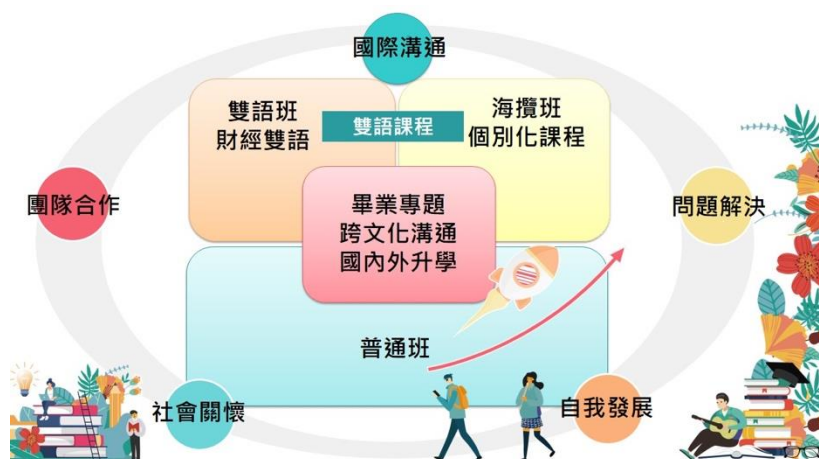 國際溝通
雙語班
財經雙語
雙語課程
海攬班
個別化課程
團隊合作
問題解決
畢業專題
跨文化溝通
國內外升學
普通班
社會關懷
自我發展